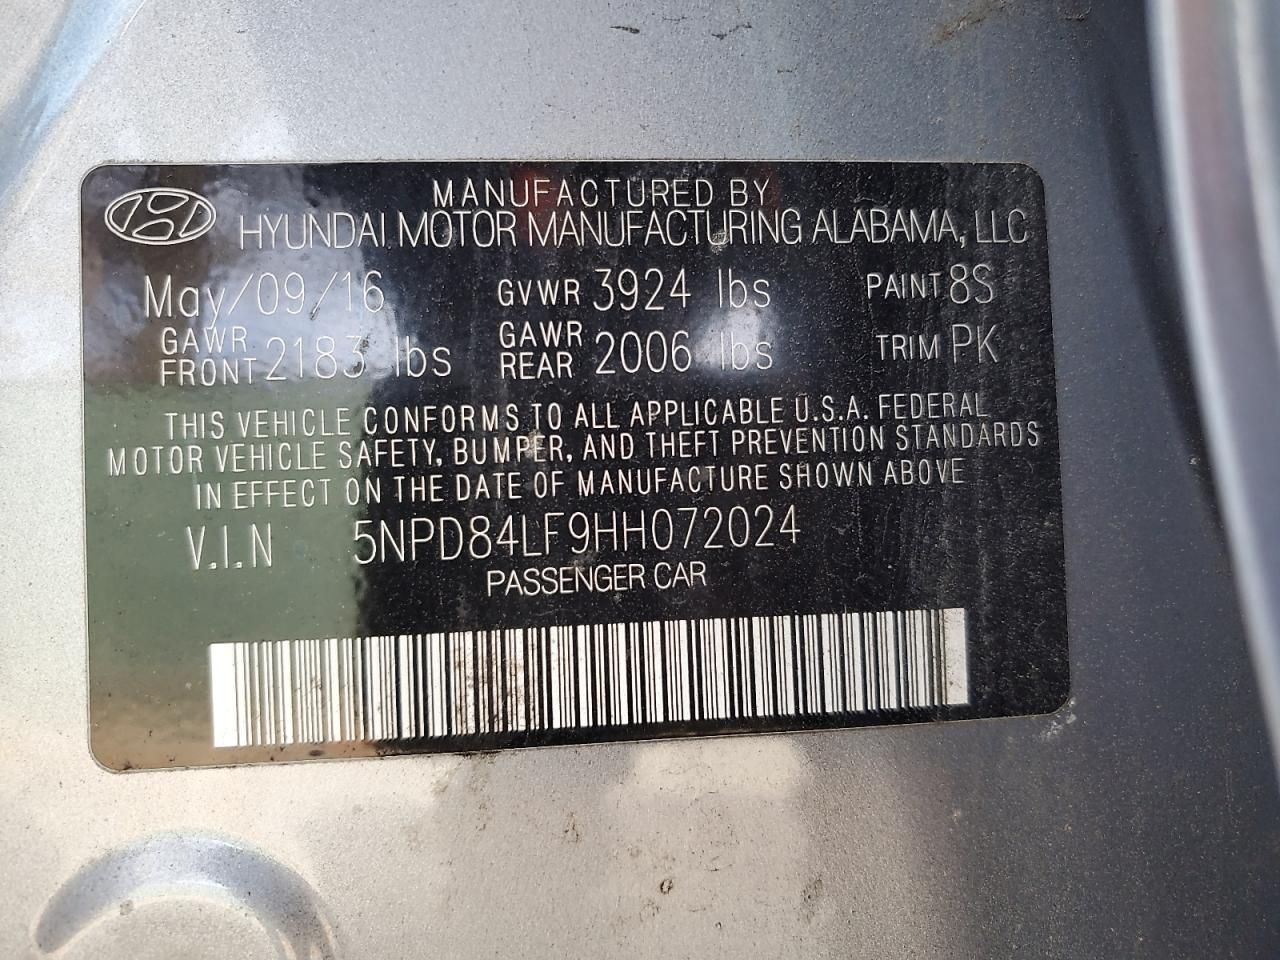 MANUFACTURED BY
HYUNDAI MOTOR MANUFACTURING ALABAMA, LLC
May/09/16 GVWR 3924 lbs PAINT 8S
GAWR FRONT 2183 lbs GAWR REAR 2006 lbs TRIM PK
THIS VEHICLE CONFORMS TO ALL APPLICABLE U.S.A. FEDERAL
MOTOR VEHICLE SAFETY, BUMPER, AND THEFT PREVENTION STANDARDS
IN EFFECT ON THE DATE OF MANUFACTURE SHOWN ABOVE
V.I.N 5NPD84LF9HH072024
PASSENGER CAR